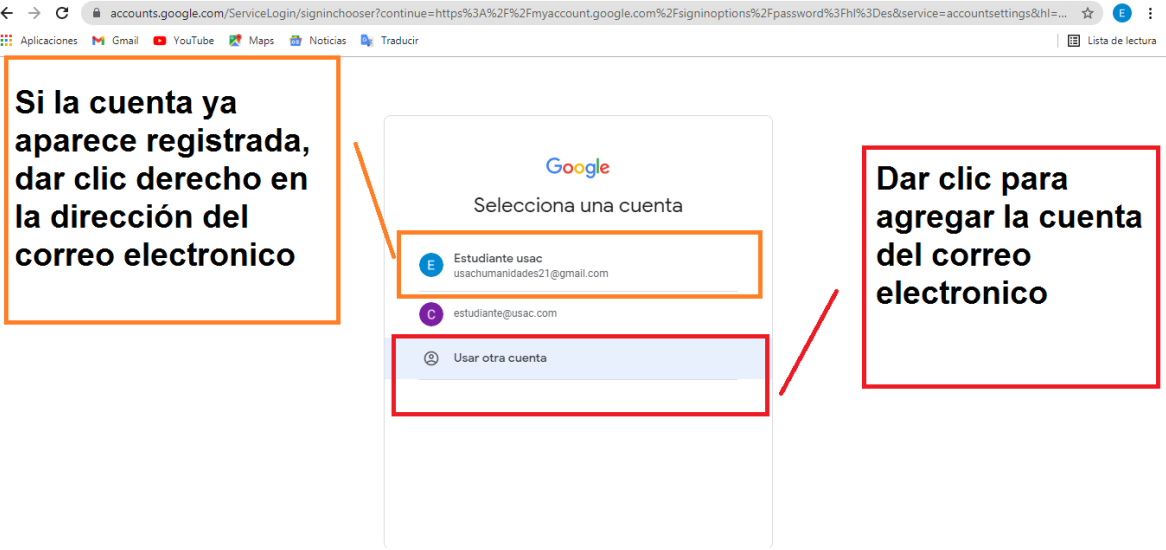 accounts.google.com/ServiceLogin/signinchooser?continue=https%3A%2F%2Fmyaccount.google.com%2Fsigninoptions%2Fpassword%3Fhl%3Des&service=accountsettings&hl=... E
Aplicaciones Gmail YouTube Maps Noticias Traducir Lista de lectura
Si la cuenta ya
aparece registrada,
dar clic derecho en
la dirección del
correo electronico
Google
Selecciona una cuenta
E Estudiante usac
usachumanidades21@gmail.com
C estudiante@usac.com
Usar otra cuenta
Dar clic para
agregar la cuenta
del correo
electronico